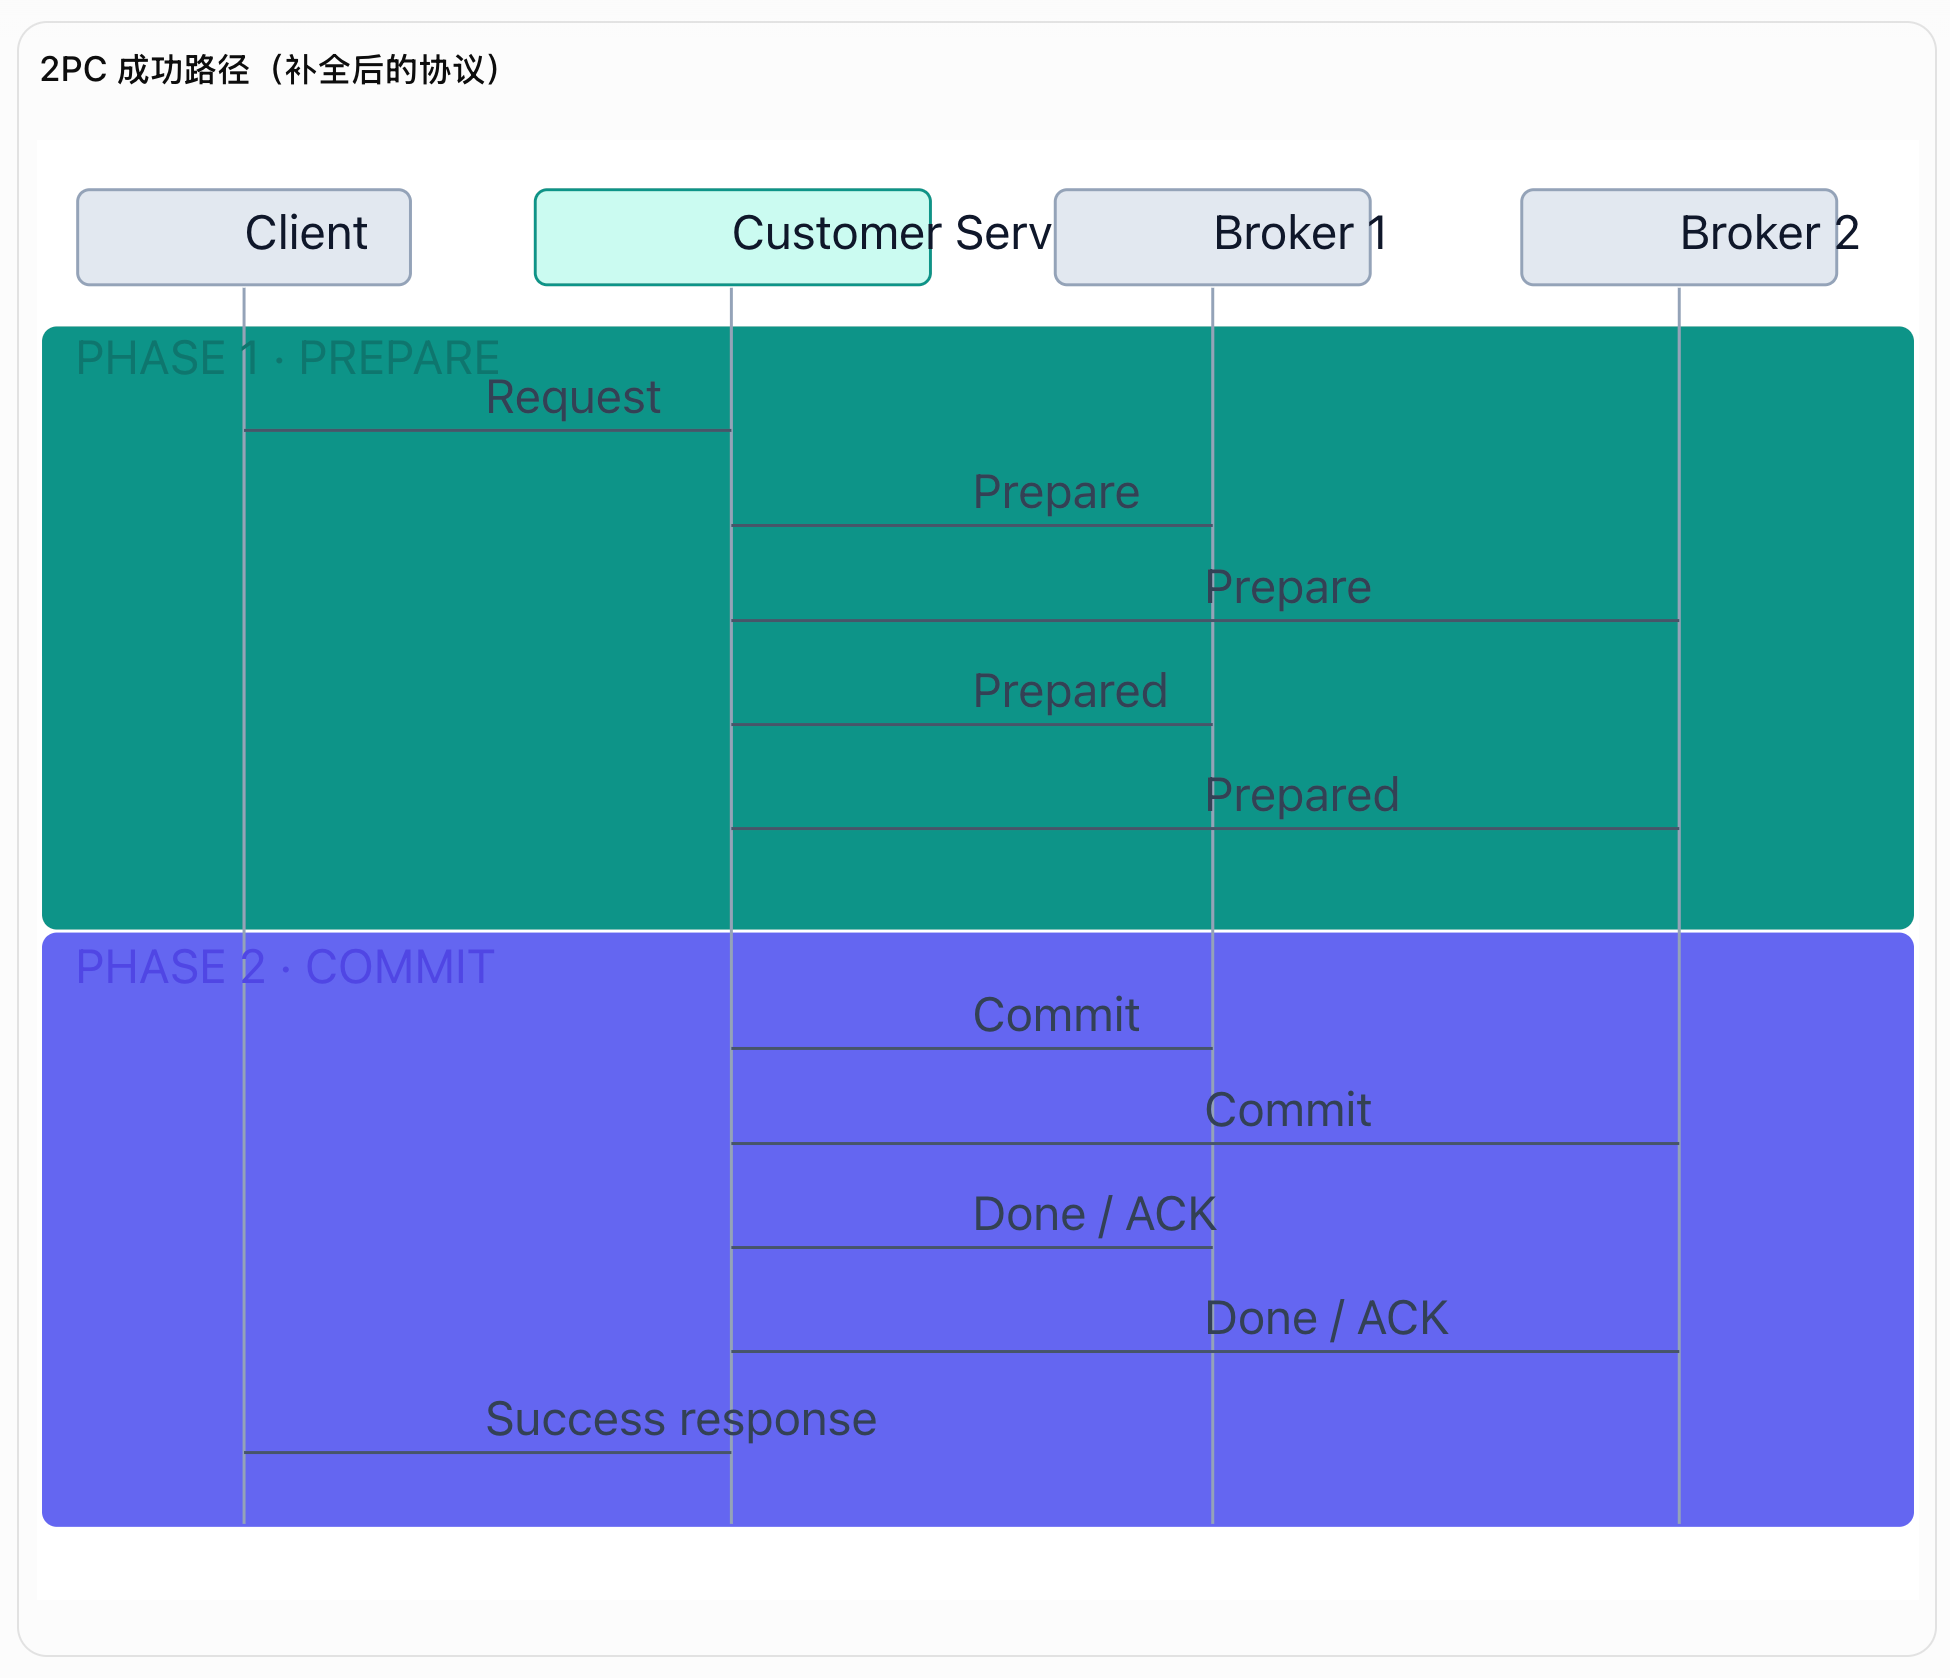 2PC 成功路径（补全后的协议）
Client
Customer Serv
Broker 1
Broker 2
PHASE 1 · PREPARE
Request
Prepare
Prepare
Prepared
Prepared
PHASE 2 · COMMIT
Commit
Commit
Done / ACK
Done / ACK
Success response